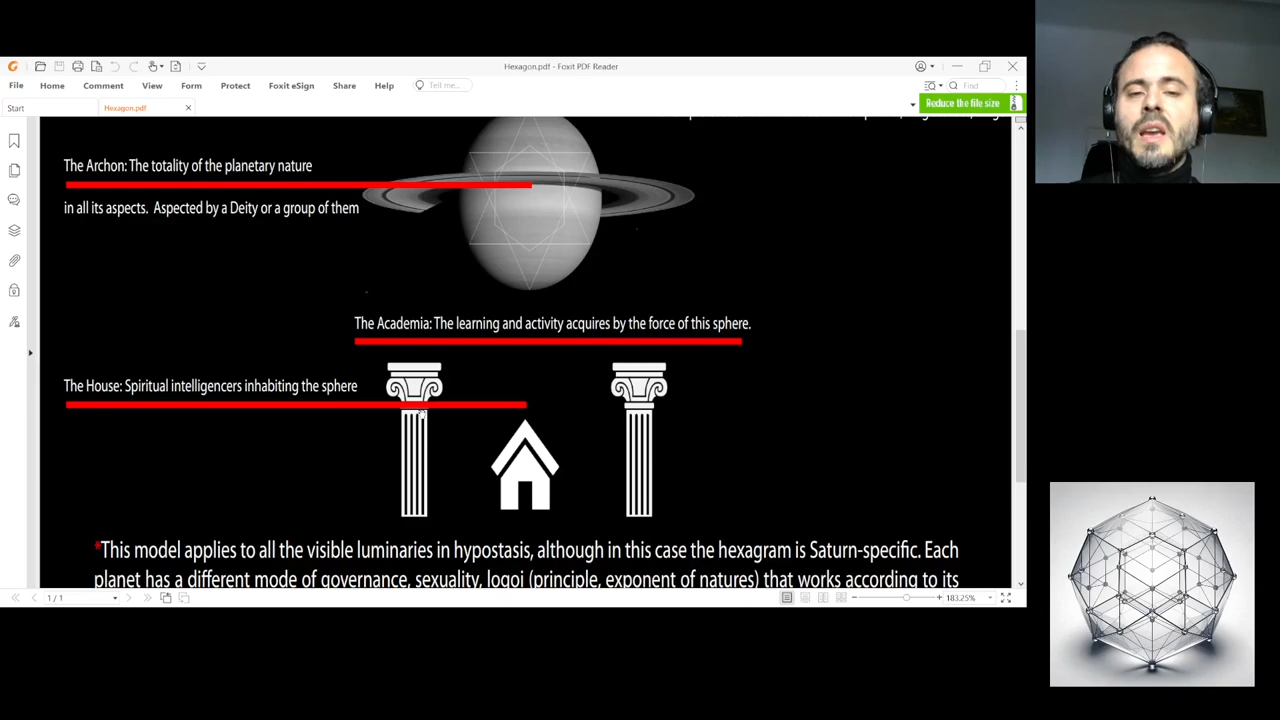 Hexagon.pdf - Foxit PDF Reader
File Home Comment View Form Protect Foxit eSign Share Help Tell me... Find
Reduce the file size
Start Hexagon.pdf
The Archon: The totality of the planetary nature
in all its aspects. Aspected by a Deity or a group of them
The Academia: The learning and activity acquires by the force of this sphere.
The House: Spiritual intelligencers inhabiting the sphere
*This model applies to all the visible luminaries in hypostasis, although in this case the hexagram is Saturn-specific. Each
planet has a different mode of governance, sexuality, logoi (principle, exponent of natures) that works according to its
1 / 1 183.25%